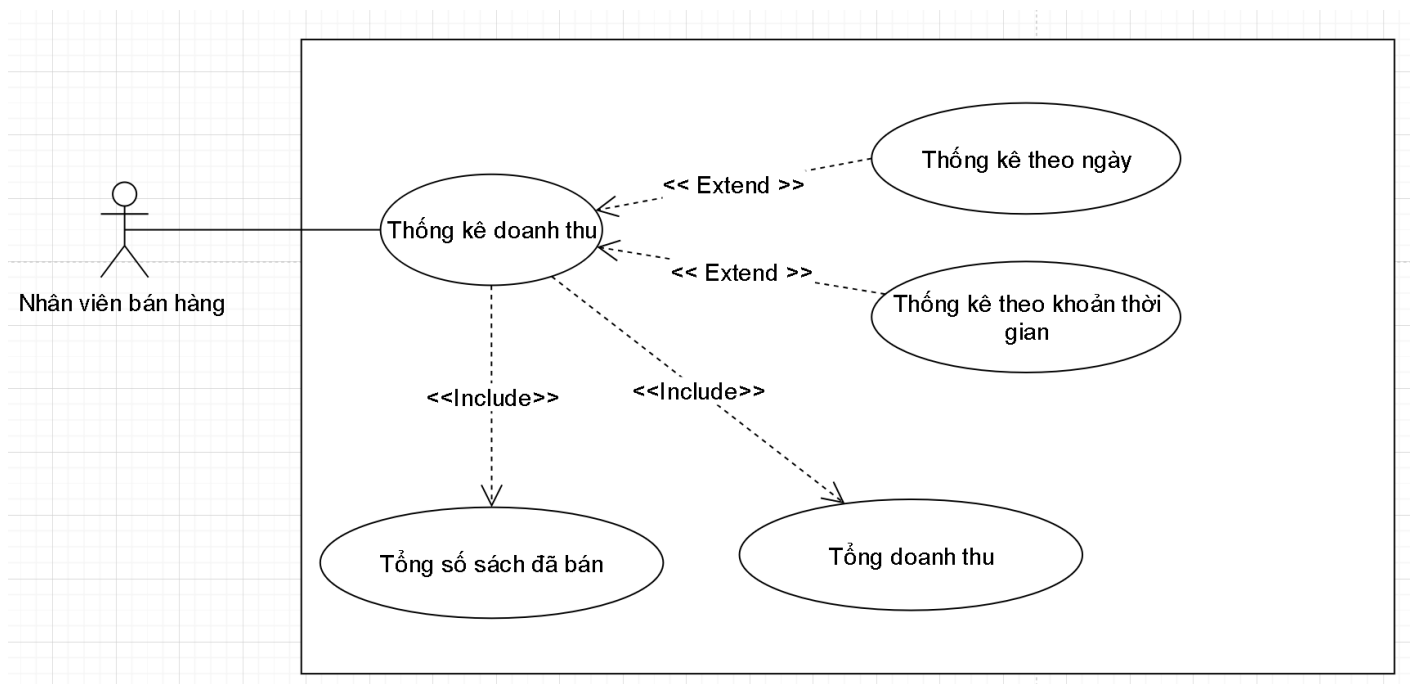 Thống kê theo ngày
<< Extend >>
Thống kê doanh thu
<< Extend >>
Nhân viên bán hàng
Thống kê theo khoản thời
gian
<<Include>>
<<Include>>
Tổng số sách đã bán
Tổng doanh thu